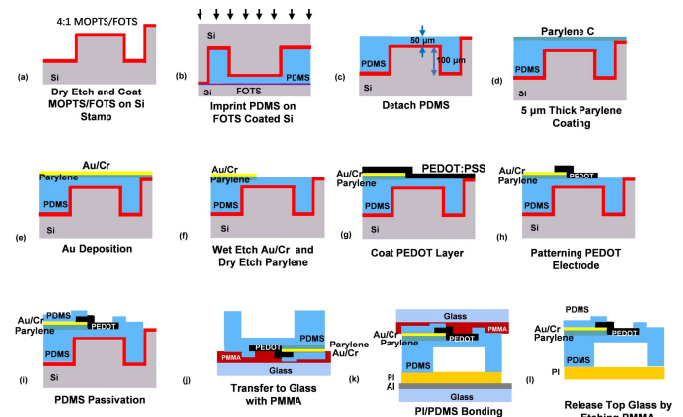 4:1 MOPTS/FOTS
Si
(a)
Dry Etch and Coat
MOPTS/FOTS on Si
Stamp
Si
PDMS
Si
FOTS
(b)
Imprint PDMS on
FOTS Coated Si
50 µm
100 µm
PDMS
Si
(c)
Detach PDMS
Parylene C
PDMS
Si
(d)
5 µm Thick Parylene
Coating
Au/Cr
Parylene
PDMS
Si
(e)
Au Deposition
Au/Cr
Parylene
PDMS
Si
(f)
Wet Etch Au/Cr and
Dry Etch Parylene
Au/Cr
PEDOT:PSS
Parylene
PDMS
Si
(g)
Coat PEDOT Layer
Au/Cr
Parylene
PEDOT
PDMS
Si
(h)
Patterning PEDOT
Electrode
PDMS
Au/Cr
Parylene
PEDOT
PDMS
Si
(i)
PDMS Passivation
PDMS
PEDOT
Parylene
PMMA
Au/Cr
Glass
(j)
Transfer to Glass
with PMMA
Glass
PDMS
Au/Cr
PMMA
Parylene
PEDOT
PDMS
PI
Al
Glass
(k)
PI/PDMS Bonding
PDMS
Au/Cr
Parylene
PEDOT
PDMS
PI
(l)
Release Top Glass by
Etching PMMA